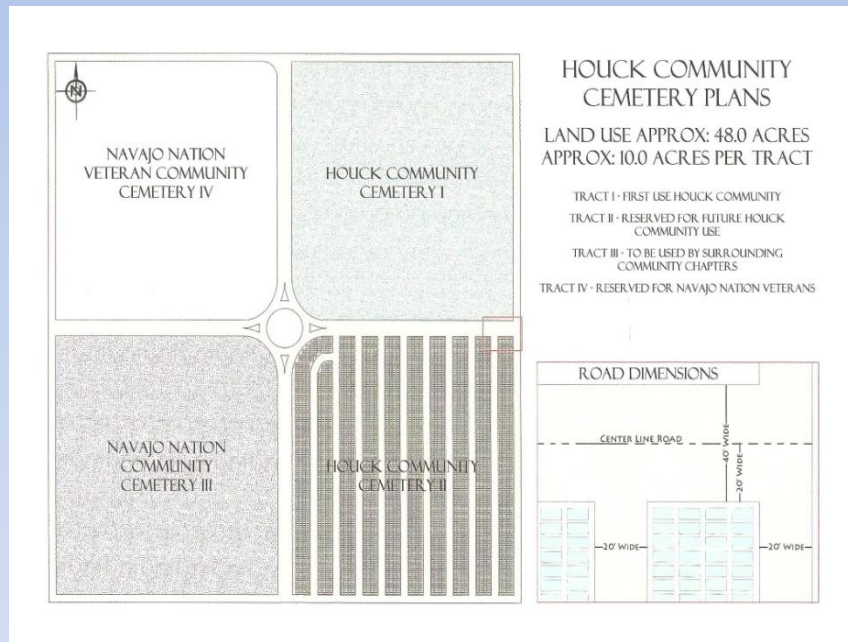 HOUCK COMMUNITY
CEMETERY PLANS
LAND USE APPROX: 48.0 ACRES
APPROX: 10.0 ACRES PER TRACT
TRACT I - FIRST USE HOUCK COMMUNITY
TRACT II - RESERVED FOR FUTURE HOUCK
COMMUNITY USE
TRACT III - TO BE USED BY SURROUNDING
COMMUNITY CHAPTERS
TRACT IV - RESERVED FOR NAVAJO NATION VETERANS
N
NAVAJO NATION
VETERAN COMMUNITY
CEMETERY IV
HOUCK COMMUNITY
CEMETERY I
NAVAJO NATION
COMMUNITY
CEMETERY III
HOUCK COMMUNITY
CEMETERY II
ROAD DIMENSIONS
CENTER LINE ROAD
40' WIDE
20' WIDE
20' WIDE
20' WIDE